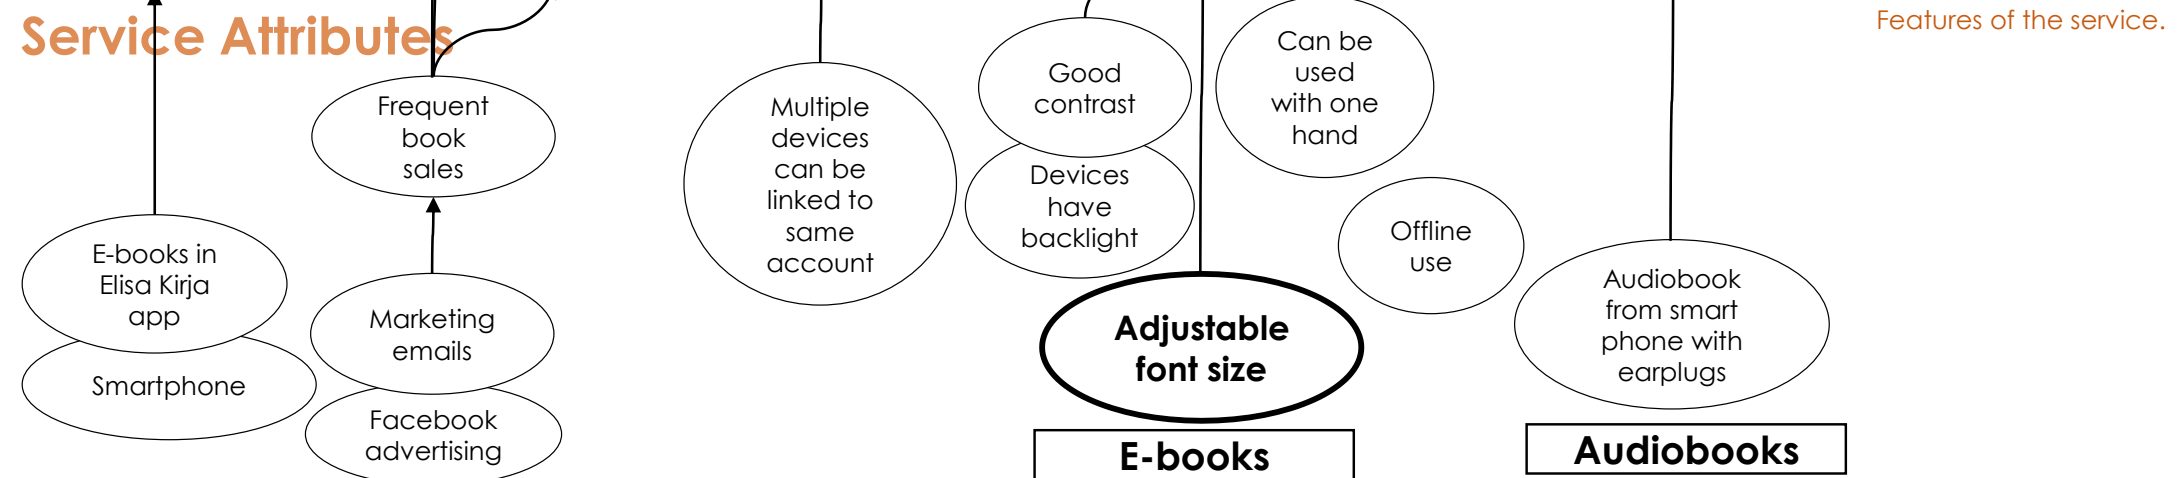 Service Attributes
Features of the service.
Frequent
book
sales
Multiple
devices
can be
linked to
same
account
Good
contrast
Can be
used
with one
hand
Devices
have
backlight
Offline
use
E-books in
Elisa Kirja
app
Smartphone
Marketing
emails
Facebook
advertising
Adjustable
font size
Audiobook
from smart
phone with
earplugs
E-books
Audiobooks